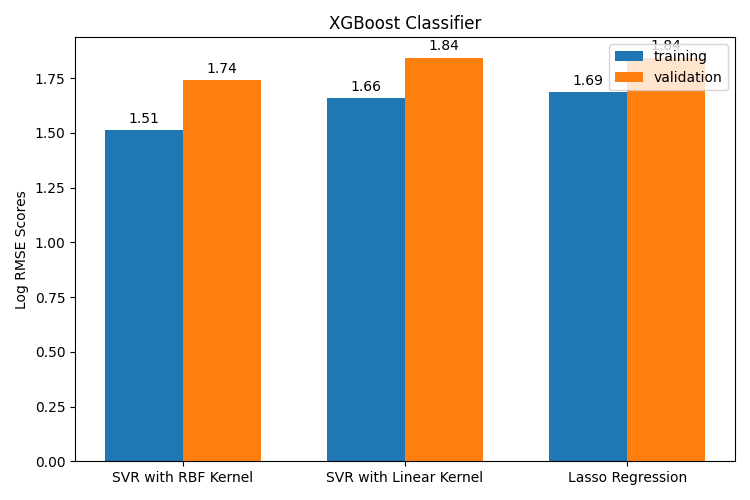 XGBoost Classifier
Log RMSE Scores
1.75
1.50
1.25
1.00
0.75
0.50
0.25
0.00
1.51
1.74
1.66
1.84
1.69
1.84
training
validation
SVR with RBF Kernel
SVR with Linear Kernel
Lasso Regression